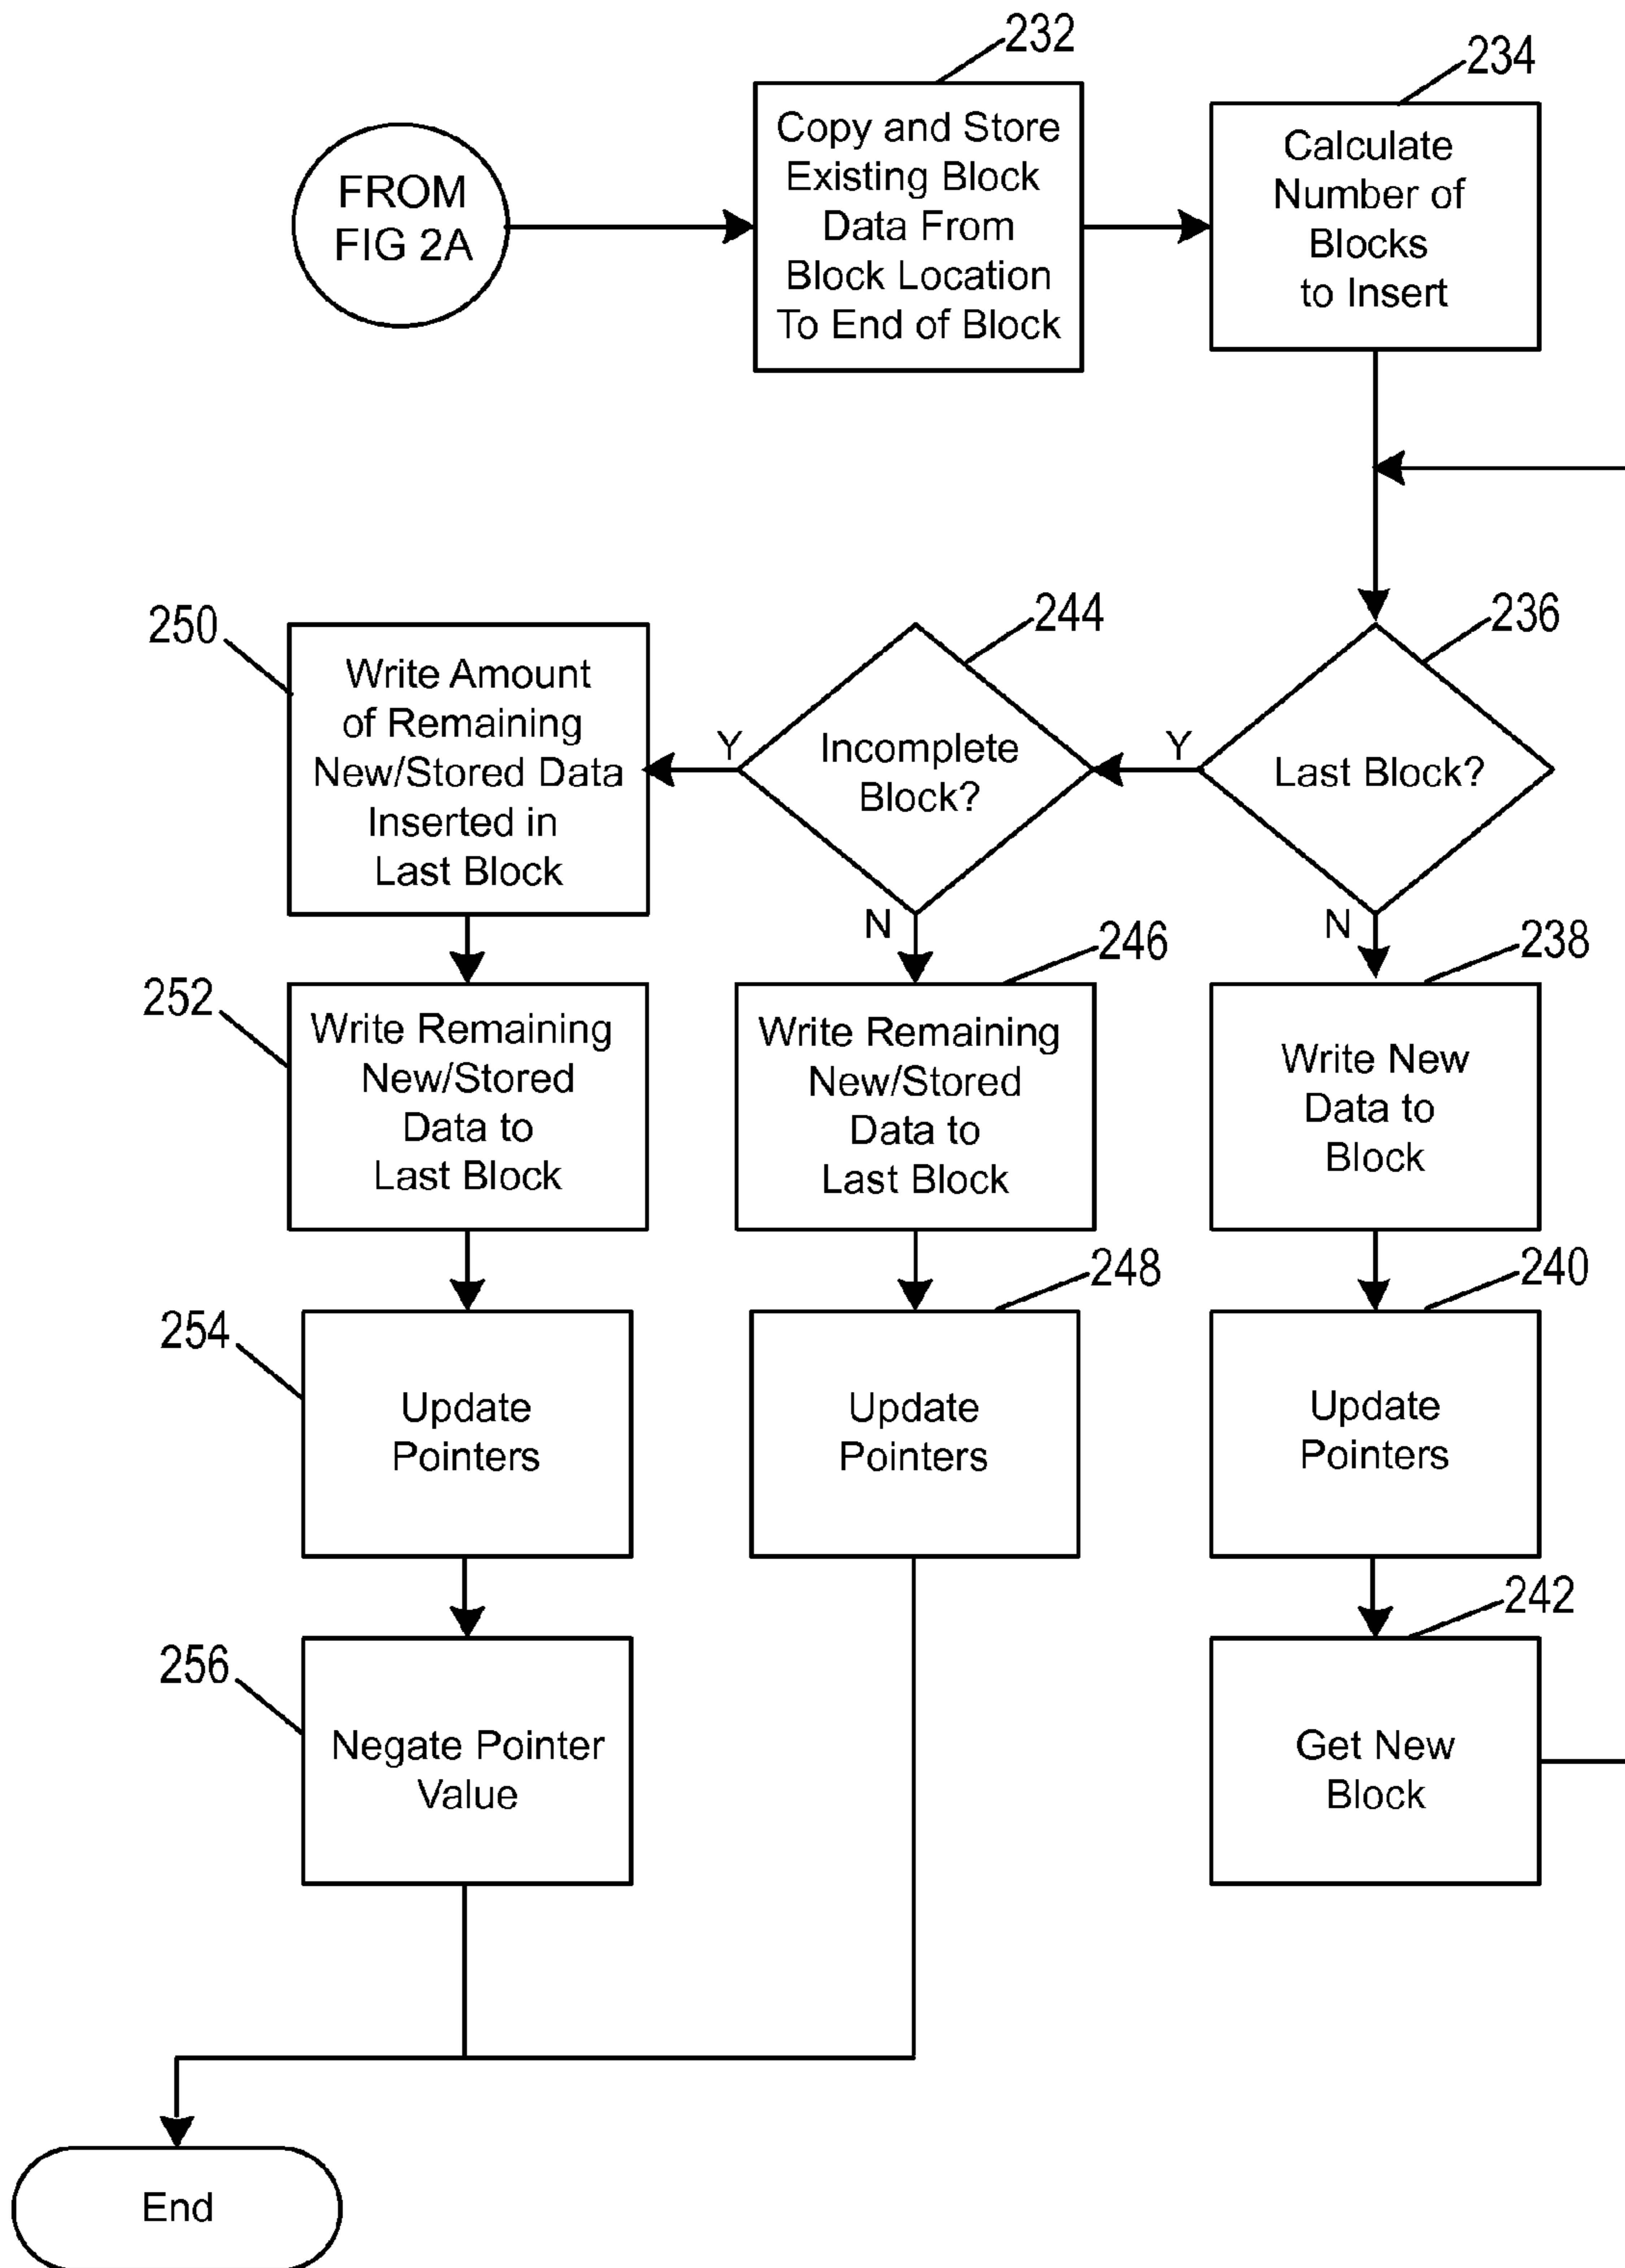 232
234
FROM
FIG 2A
Copy and Store
Existing Block
Data From
Block Location
To End of Block
Calculate
Number of
Blocks
to Insert
250
244
236
Write Amount
of Remaining
New/Stored Data
Inserted in
Last Block
Y
Incomplete
Block?
Y
Last Block?
N
N
252
246
238
Write Remaining
New/Stored
Data to
Last Block
Write Remaining
New/Stored
Data to
Last Block
Write New
Data to
Block
254
248
240
Update
Pointers
Update
Pointers
Update
Pointers
256
242
Negate Pointer
Value
Get New
Block
End